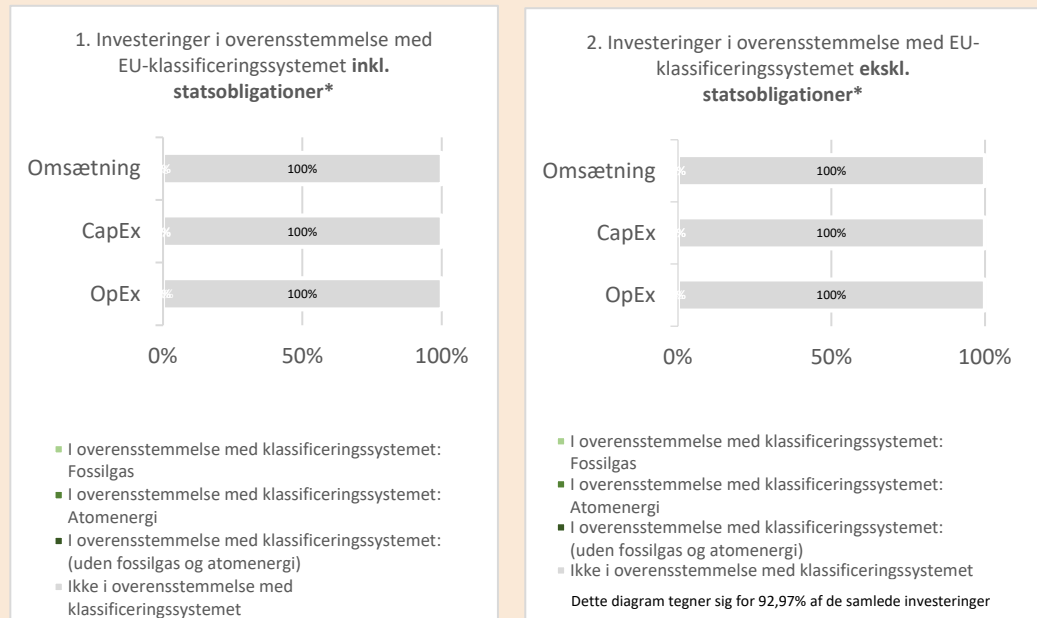 1. Investeringer i overensstemmelse med
EU-klassificeringssystemet inkl.
statsobligationer*
Omsætning
%
100%
CapEx
%
100%
OpEx
%
100%
0%
50%
100%
I overensstemmelse med klassificeringssystemet:
Fossilgas
I overensstemmelse med klassificeringssystemet:
Atomenergi
I overensstemmelse med klassificeringssystemet:
(uden fossilgas og atomenergi)
Ikke i overensstemmelse med
klassificeringssystemet
2. Investeringer i overensstemmelse med EU-
klassificeringssystemet ekskl.
statsobligationer*
Omsætning
%
100%
CapEx
%
100%
OpEx
%
100%
0%
50%
100%
I overensstemmelse med klassificeringssystemet:
Fossilgas
I overensstemmelse med klassificeringssystemet:
Atomenergi
I overensstemmelse med klassificeringssystemet:
(uden fossilgas og atomenergi)
Ikke i overensstemmelse med klassificeringssystemet
Dette diagram tegner sig for 92,97% af de samlede investeringer